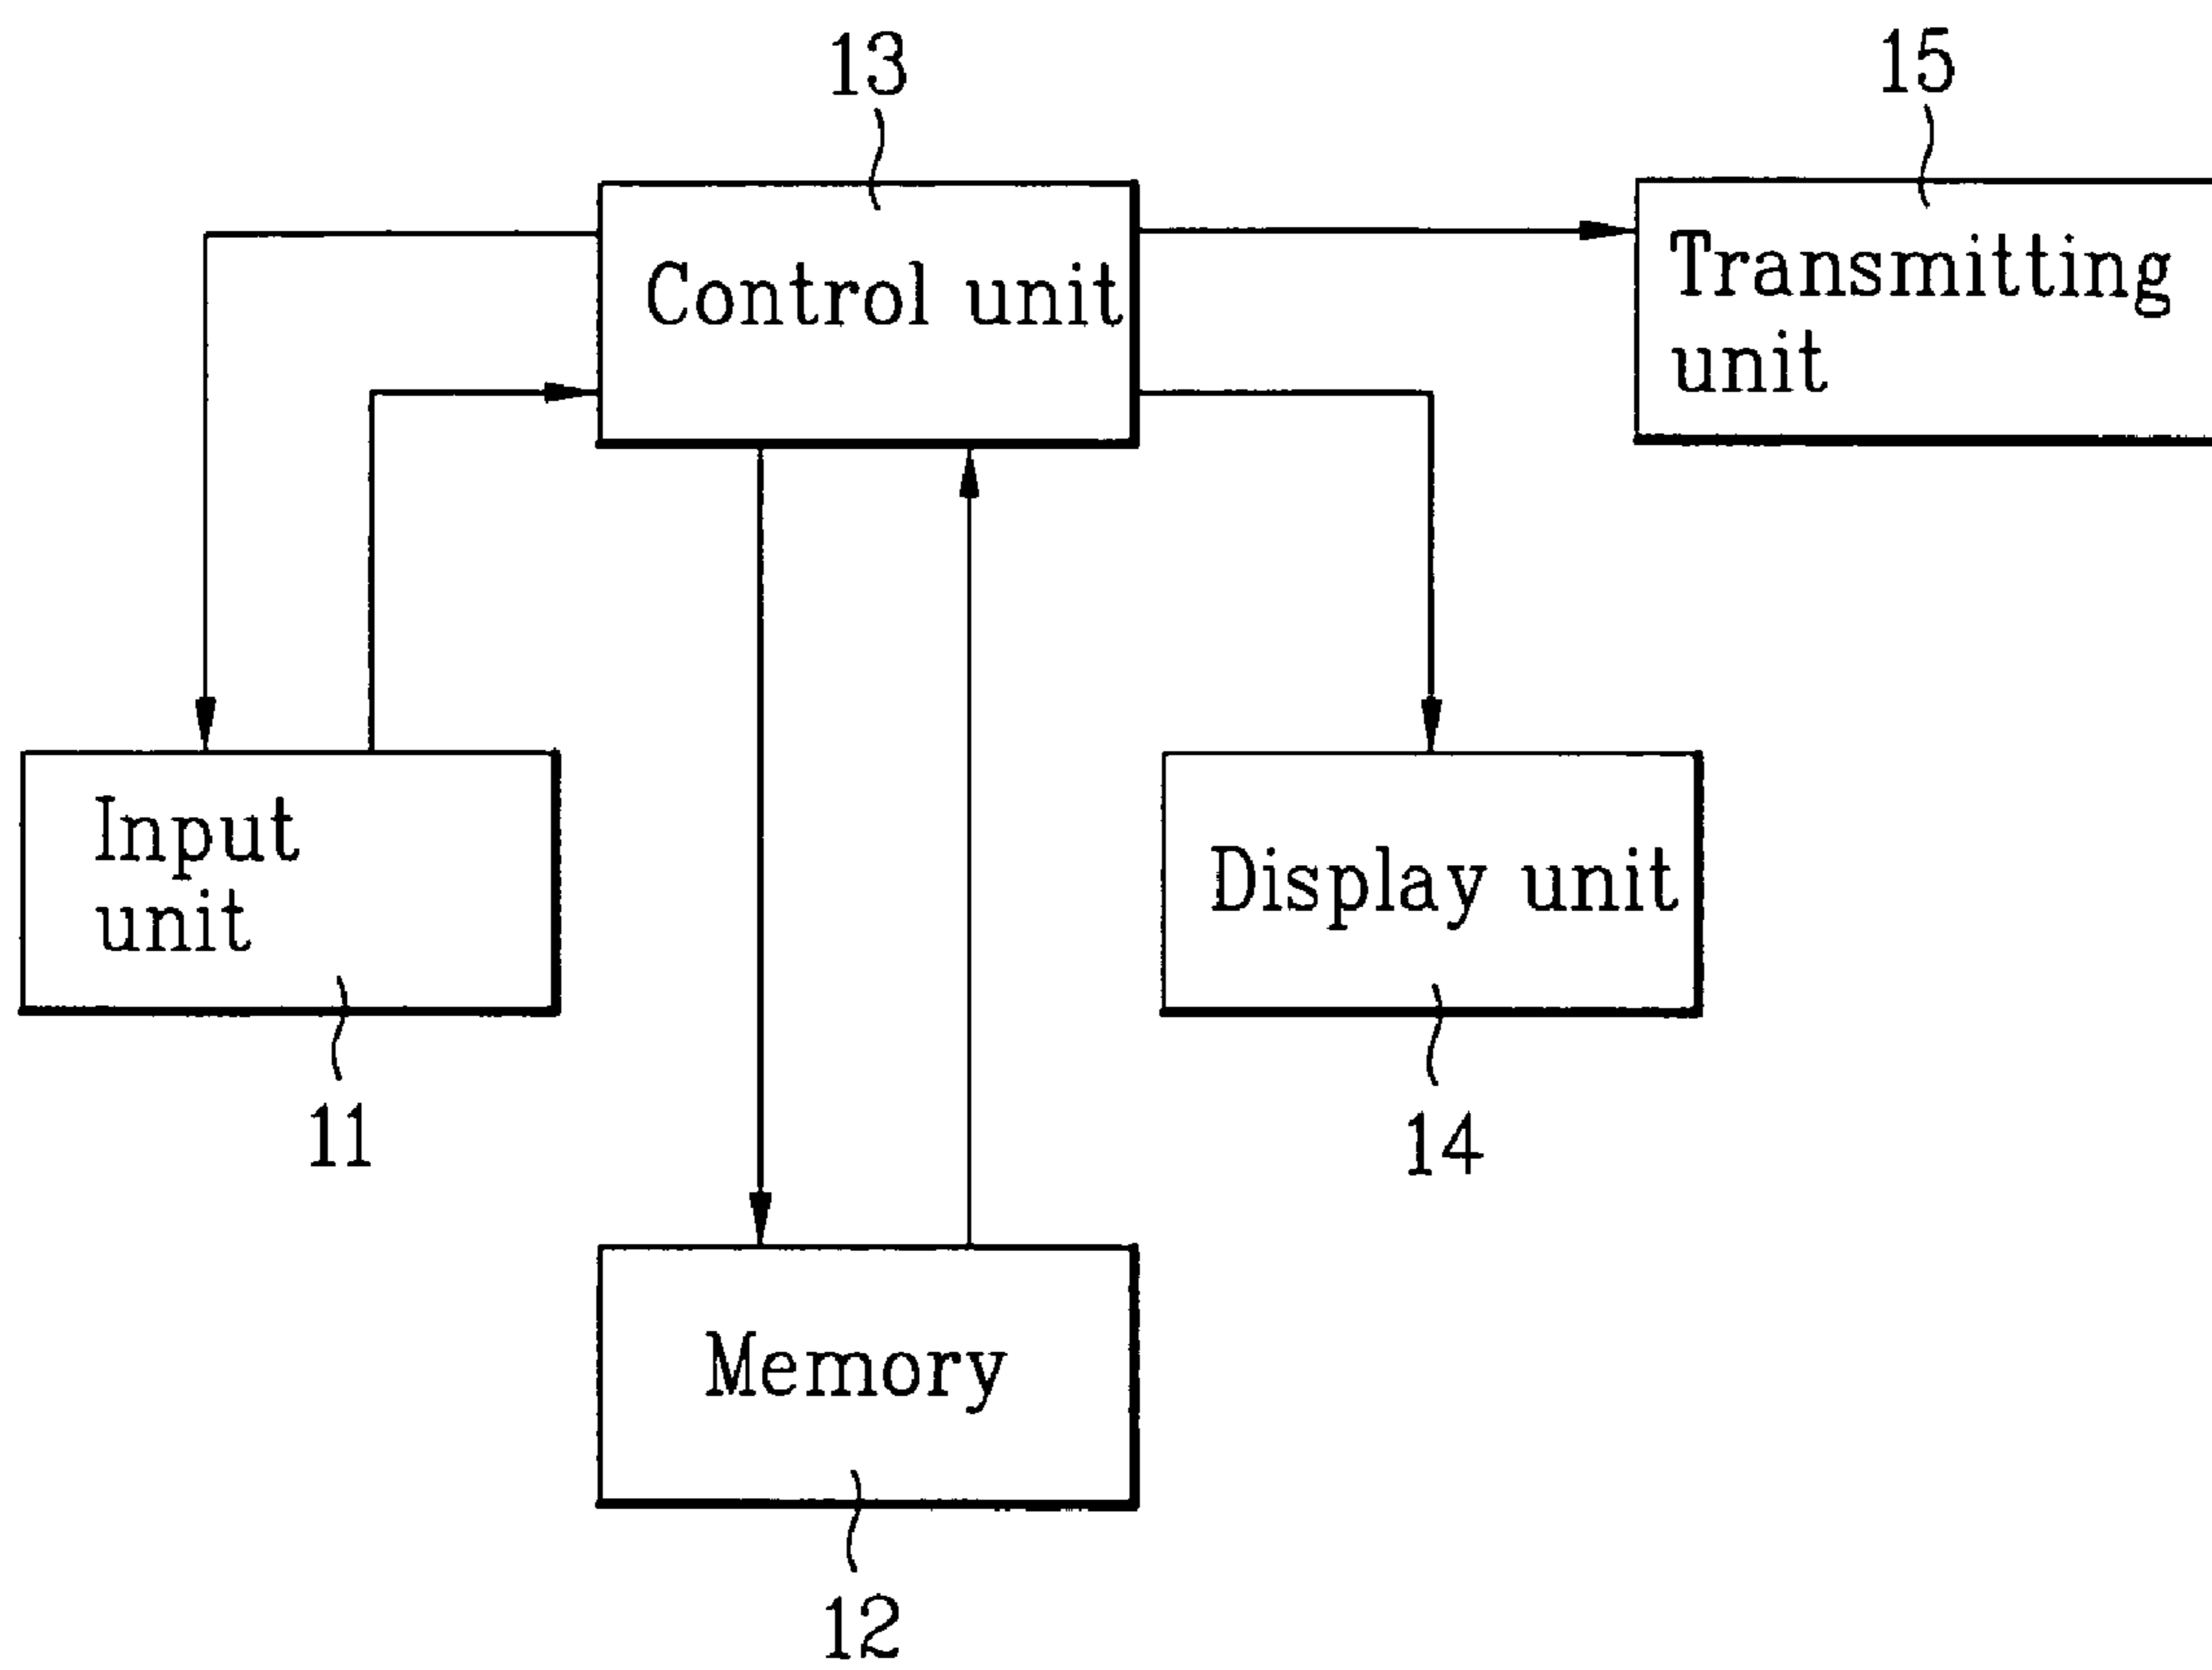 13
15
Control unit
Transmitting
unit
Input
unit
Display unit
11
14
Memory
12